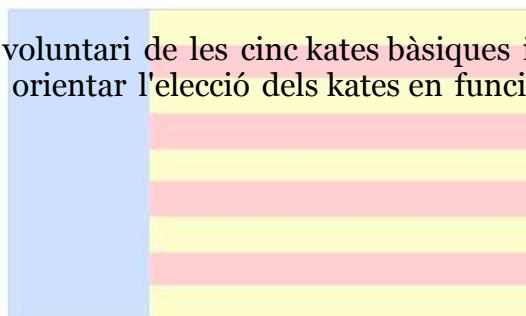 voluntari de les cinc kates bàsiques i
orientar l'elecció dels kates en funci